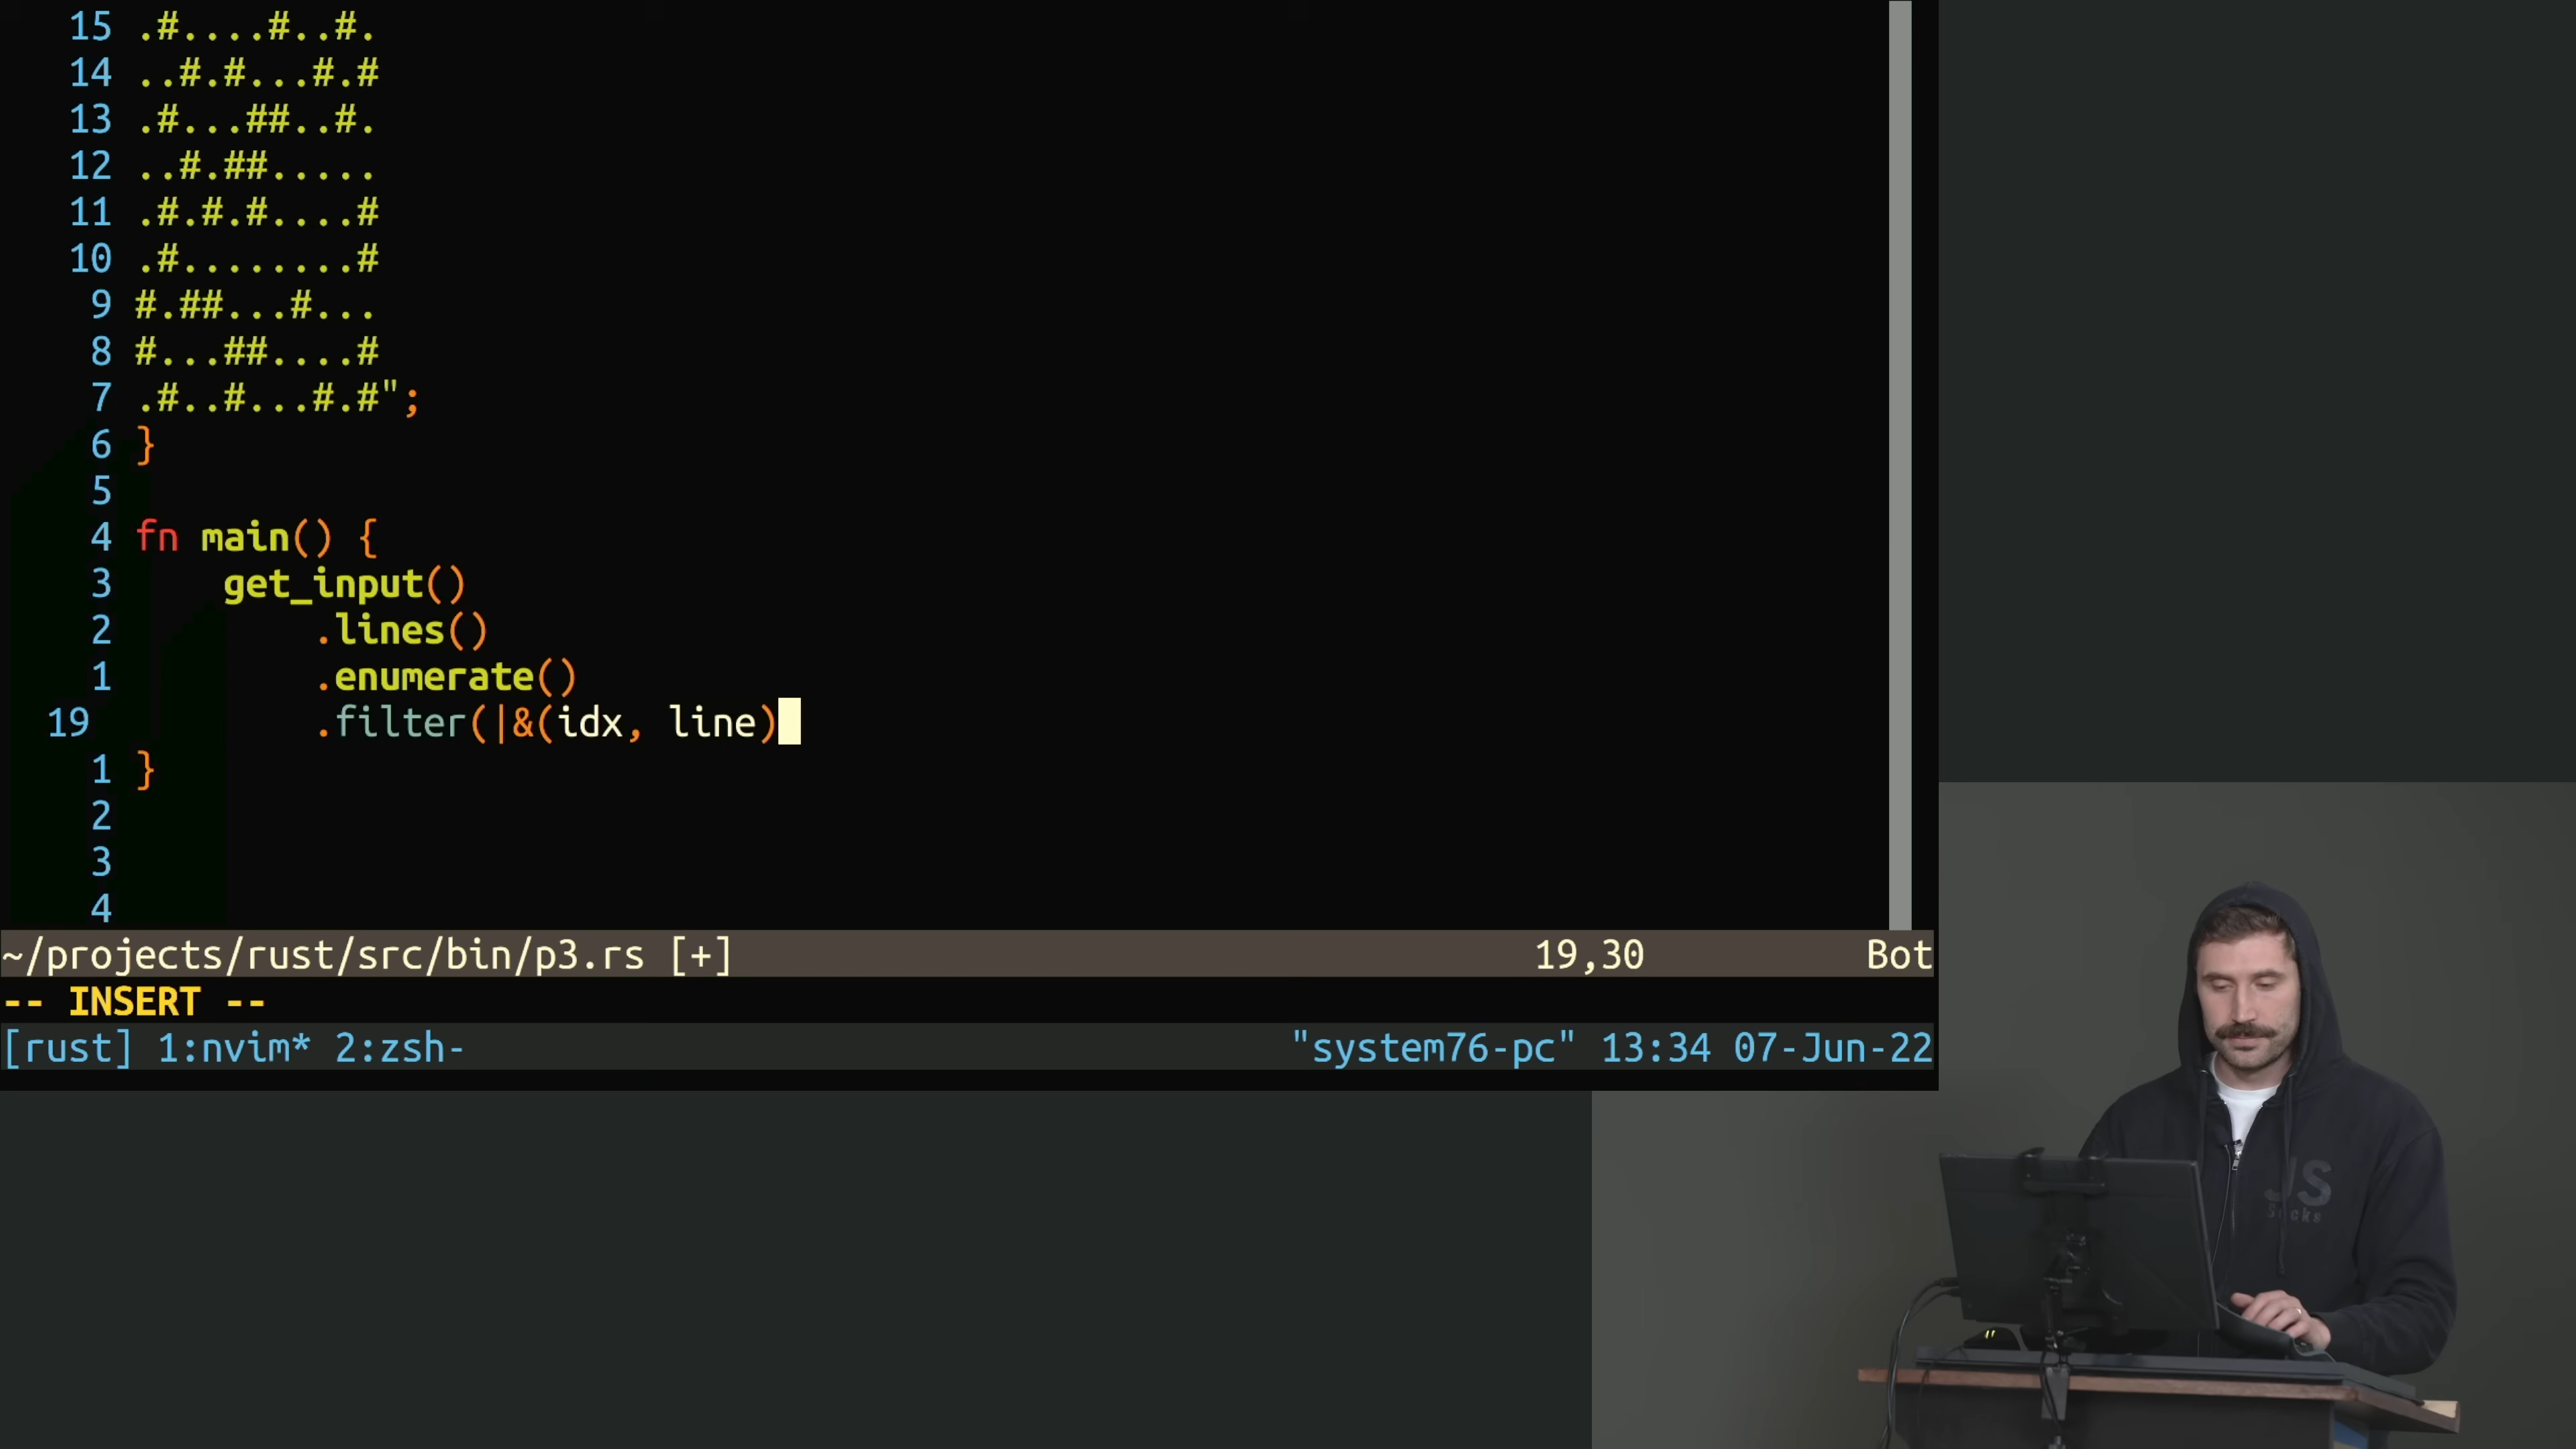 15 .#....#..#.
14 ..#.#...#.#
13 .#...##..#.
12 ..#.##.....
11 .#.#.#....#
10 .#........#
9 #.##...#...
8 #...##....#
7 .#..#...#.#";
6 }
5
4 fn main() {
3     get_input()
2         .lines()
1         .enumerate()
19         .filter(|&(idx, line)
1 }
2
3
4
~/projects/rust/src/bin/p3.rs [+] 19,30 Bot
-- INSERT --
[rust] 1:nvim* 2:zsh- "system76-pc" 13:34 07-Jun-22
JS